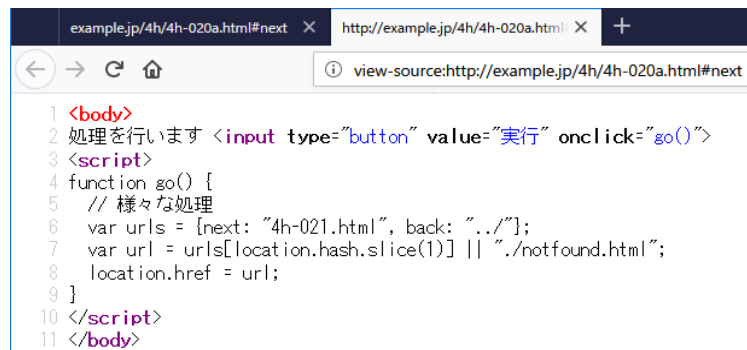 example.jp/4h/4h-020a.html#next
http://example.jp/4h/4h-020a.html
view-source:http://example.jp/4h/4h-020a.html#next
1 <body>
2 処理を行います <input type="button" value="実行" onclick="go()">
3 <script>
4 function go() {
5   // 様々な処理
6   var urls = {next: "4h-021.html", back: "../"};
7   var url = urls[location.hash.slice(1)] || "./notfound.html";
8   location.href = url;
9 }
10 </script>
11 </body>